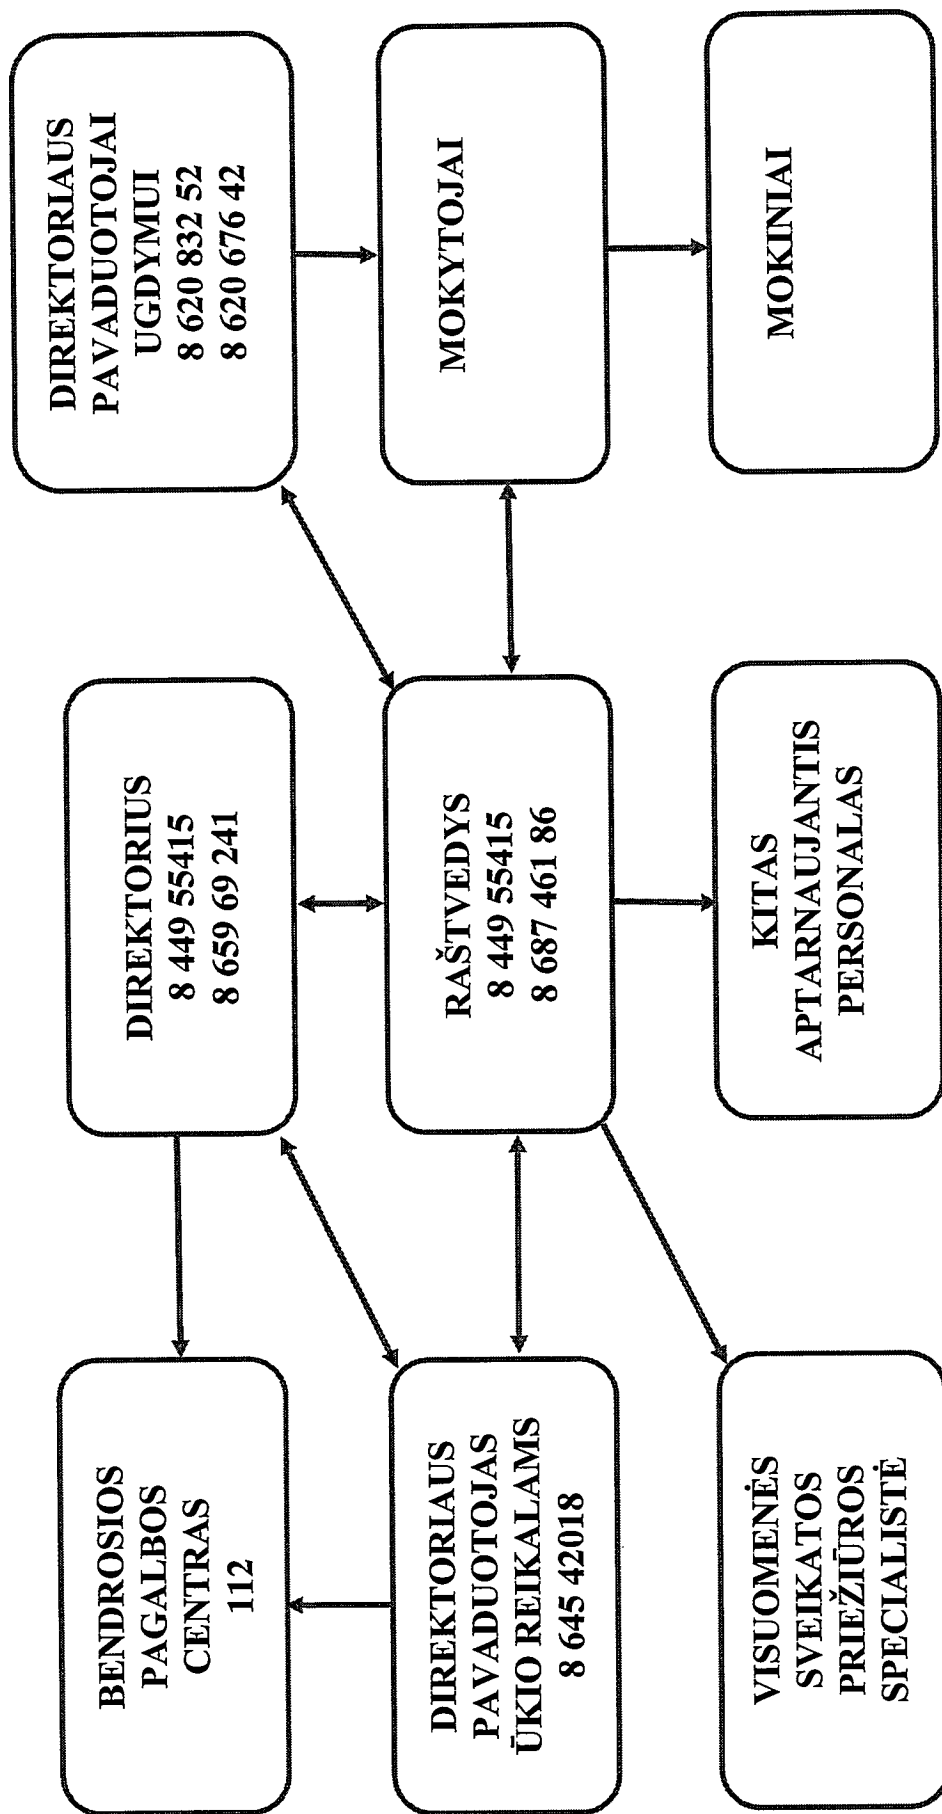 BENDROSIOS
PAGALBOS
CENTRAS
112
DIREKTORIUS
8 449 55415
8 659 69 241
DIREKTORIAUS
PAVADUOTOJAI
UGDYMUI
8 620 832 52
8 620 676 42
DIREKTORIAUS
PAVADUOTOJAS
ŪKIO REIKALAMS
8 645 42018
RAŠTVEDYS
8 449 55415
8 687 461 86
MOKYTOJAI
VISUOMENĖS
SVEIKATOS
PRIEŽIŪROS
SPECIALISTĖ
KITAS
APTARNAUJANTIS
PERSONALAS
MOKINIAI